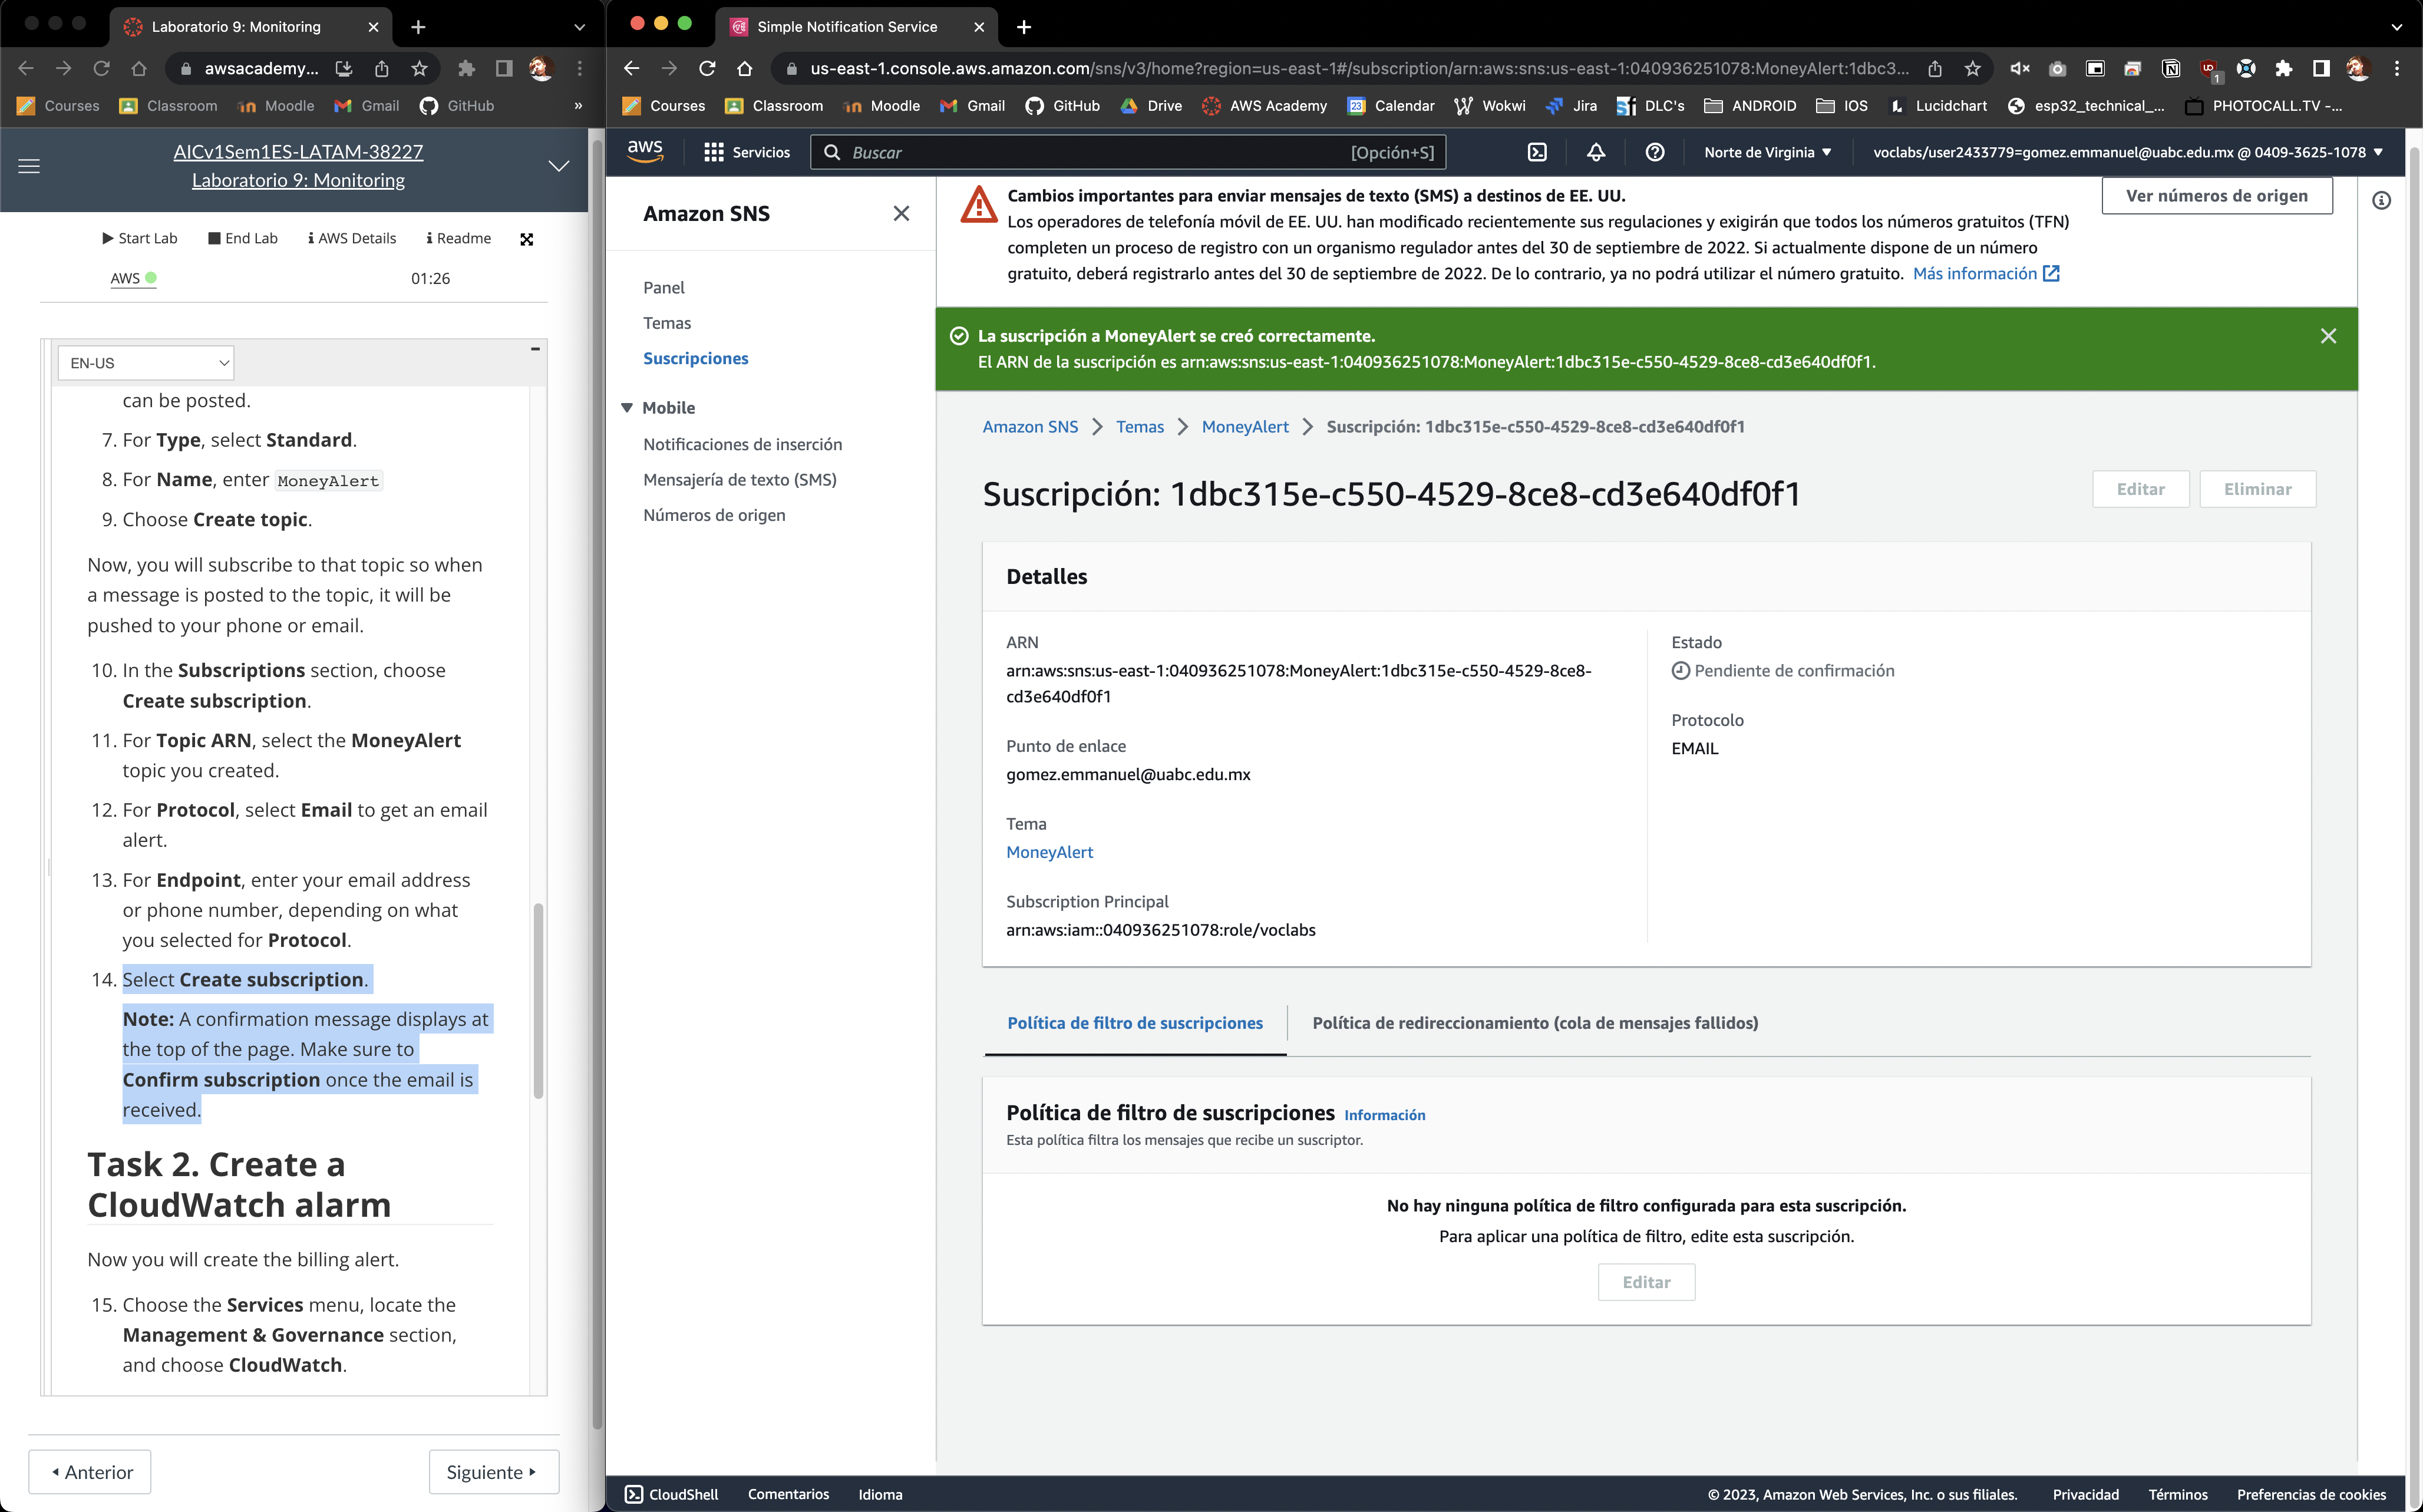 Laboratorio 9: Monitoring
awsacademy...
Courses
Classroom
Moodle
Gmail
GitHub
»
AICv1Sem1ES-LATAM-38227
Laboratorio 9: Monitoring
Start Lab
End Lab
AWS Details
Readme
AWS
01:26
EN-US
can be posted.
7. For Type, select Standard.
8. For Name, enter MoneyAlert
9. Choose Create topic.
Now, you will subscribe to that topic so when
a message is posted to the topic, it will be
pushed to your phone or email.
10. In the Subscriptions section, choose
Create subscription.
11. For Topic ARN, select the MoneyAlert
topic you created.
12. For Protocol, select Email to get an email
alert.
13. For Endpoint, enter your email address
or phone number, depending on what
you selected for Protocol.
14. Select Create subscription.
Note: A confirmation message displays at
the top of the page. Make sure to
Confirm subscription once the email is
received.
Task 2. Create a
CloudWatch alarm
Now you will create the billing alert.
15. Choose the Services menu, locate the
Management & Governance section,
and choose CloudWatch.
Anterior
Siguiente
Simple Notification Service
us-east-1.console.aws.amazon.com/sns/v3/home?region=us-east-1#/subscription/arn:aws:sns:us-east-1:040936251078:MoneyAlert:1dbc3...
1
Courses
Classroom
Moodle
Gmail
GitHub
Drive
AWS Academy
23
Calendar
Wokwi
Jira
DLC's
ANDROID
IOS
Lucidchart
esp32_technical_...
PHOTOCALL.TV -...
aws
Servicios
Buscar
[Opción+S]
Norte de Virginia
voclabs/user2433779=gomez.emmanuel@uabc.edu.mx @ 0409-3625-1078
Amazon SNS
Panel
Temas
Suscripciones
Mobile
Notificaciones de inserción
Mensajería de texto (SMS)
Números de origen
Cambios importantes para enviar mensajes de texto (SMS) a destinos de EE. UU.
Los operadores de telefonía móvil de EE. UU. han modificado recientemente sus regulaciones y exigirán que todos los números gratuitos (TFN)
completen un proceso de registro con un organismo regulador antes del 30 de septiembre de 2022. Si actualmente dispone de un número
gratuito, deberá registrarlo antes del 30 de septiembre de 2022. De lo contrario, ya no podrá utilizar el número gratuito. Más información
Ver números de origen
La suscripción a MoneyAlert se creó correctamente.
El ARN de la suscripción es arn:aws:sns:us-east-1:040936251078:MoneyAlert:1dbc315e-c550-4529-8ce8-cd3e640df0f1.
Amazon SNS > Temas > MoneyAlert > Suscripción: 1dbc315e-c550-4529-8ce8-cd3e640df0f1
Suscripción: 1dbc315e-c550-4529-8ce8-cd3e640df0f1
Editar
Eliminar
Detalles
ARN
arn:aws:sns:us-east-1:040936251078:MoneyAlert:1dbc315e-c550-4529-8ce8-
cd3e640df0f1
Punto de enlace
gomez.emmanuel@uabc.edu.mx
Tema
MoneyAlert
Subscription Principal
arn:aws:iam::040936251078:role/voclabs
Estado
Pendiente de confirmación
Protocolo
EMAIL
Política de filtro de suscripciones
Política de redireccionamiento (cola de mensajes fallidos)
Política de filtro de suscripciones Información
Esta política filtra los mensajes que recibe un suscriptor.
No hay ninguna política de filtro configurada para esta suscripción.
Para aplicar una política de filtro, edite esta suscripción.
Editar
CloudShell
Comentarios
Idioma
© 2023, Amazon Web Services, Inc. o sus filiales.
Privacidad
Términos
Preferencias de cookies